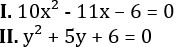 I. 10x² - 11x – 6 = 0
II. y² + 5y + 6 = 0